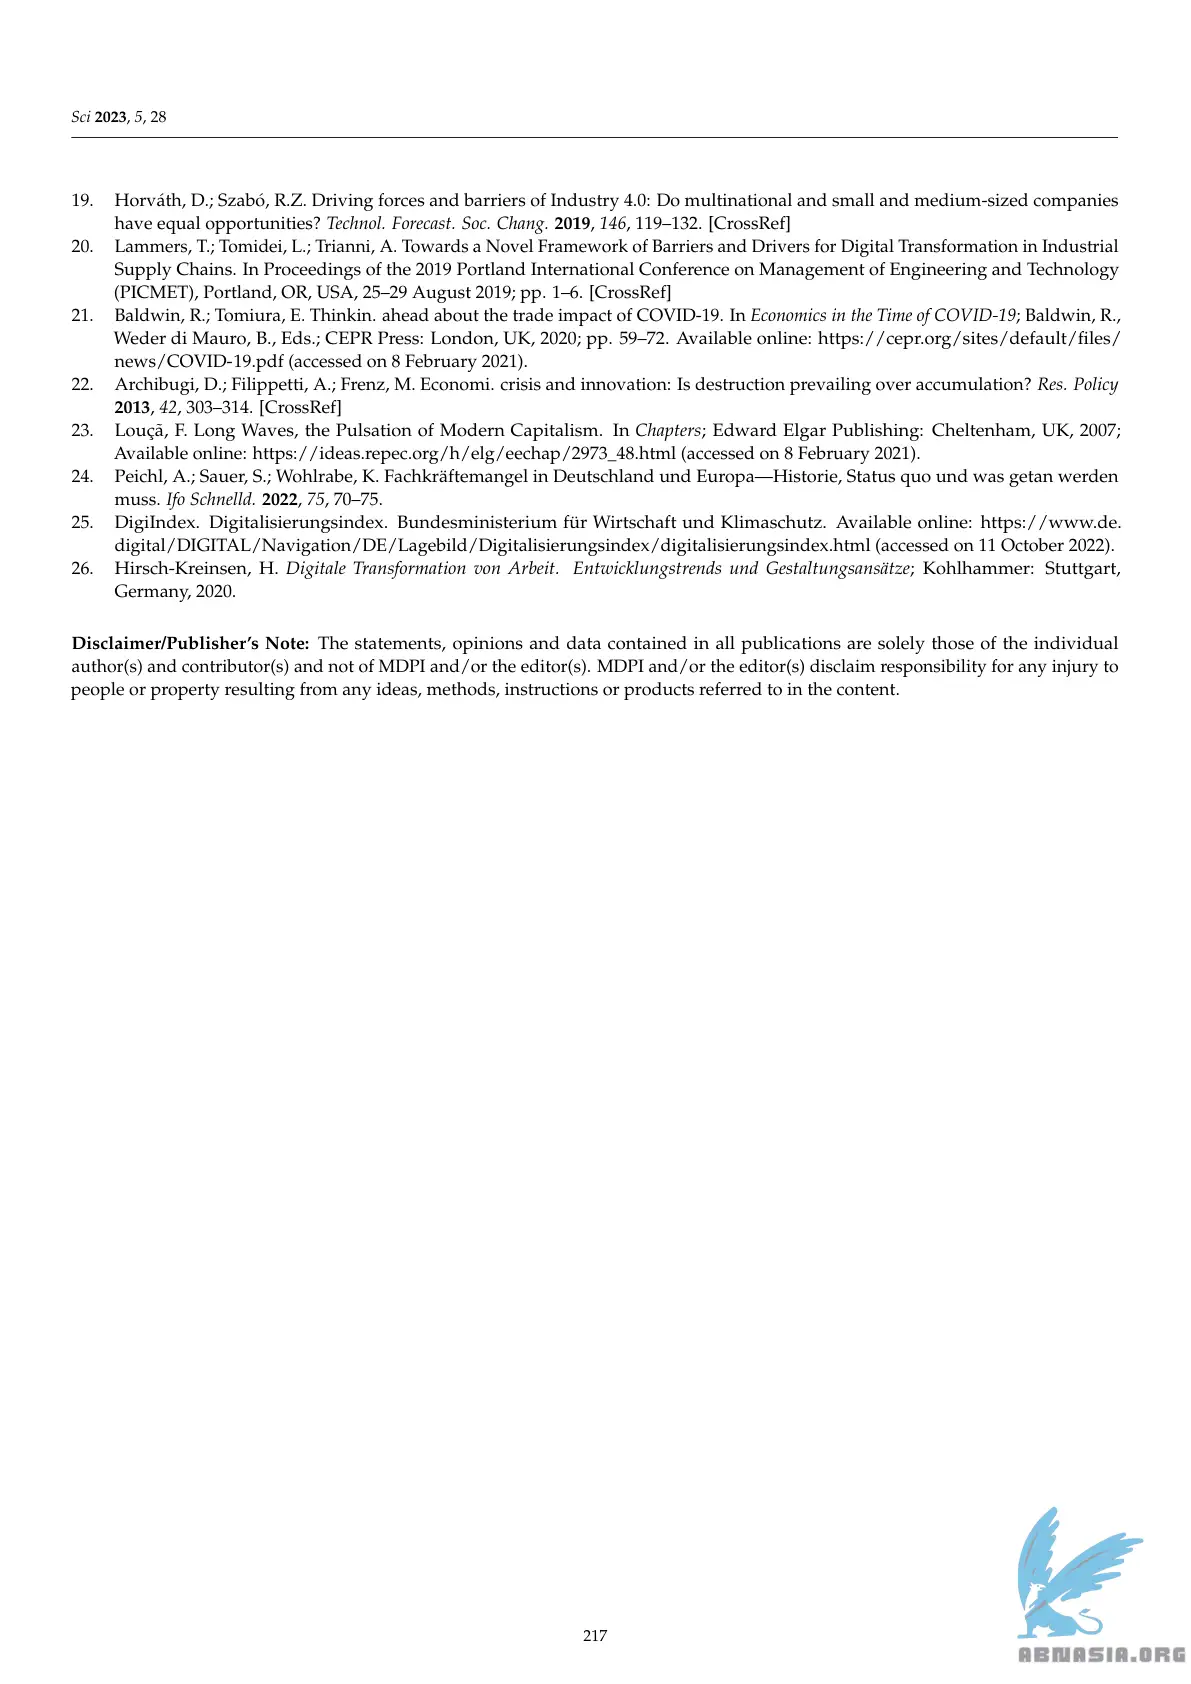 Sci 2023, 5, 28
19. Horváth, D.; Szabó, R.Z. Driving forces and barriers of Industry 4.0: Do multinational and small and medium-sized companies
have equal opportunities? Technol. Forecast. Soc. Chang. 2019, 146, 119–132. [CrossRef]
20. Lammers, T.; Tomidei, L.; Trianni, A. Towards a Novel Framework of Barriers and Drivers for Digital Transformation in Industrial
Supply Chains. In Proceedings of the 2019 Portland International Conference on Management of Engineering and Technology
(PICMET), Portland, OR, USA, 25–29 August 2019; pp. 1–6. [CrossRef]
21. Baldwin, R.; Tomiura, E. Thinkin. ahead about the trade impact of COVID-19. In Economics in the Time of COVID-19; Baldwin, R.,
Weder di Mauro, B., Eds.; CEPR Press: London, UK, 2020; pp. 59–72. Available online: https://cepr.org/sites/default/files/
news/COVID-19.pdf (accessed on 8 February 2021).
22. Archibugi, D.; Filippetti, A.; Frenz, M. Economi. crisis and innovation: Is destruction prevailing over accumulation? Res. Policy
2013, 42, 303–314. [CrossRef]
23. Louçã, F. Long Waves, the Pulsation of Modern Capitalism. In Chapters; Edward Elgar Publishing: Cheltenham, UK, 2007;
Available online: https://ideas.repec.org/h/elg/eechap/2973_48.html (accessed on 8 February 2021).
24. Peichl, A.; Sauer, S.; Wohlrabe, K. Fachkräftemangel in Deutschland und Europa—Historie, Status quo und was getan werden
muss. Ifo Schnelld. 2022, 75, 70–75.
25. DigiIndex. Digitalisierungsindex. Bundesministerium für Wirtschaft und Klimaschutz. Available online: https://www.de.
digital/DIGITAL/Navigation/DE/Lagebild/Digitalisierungsindex/digitalisierungsindex.html (accessed on 11 October 2022).
26. Hirsch-Kreinsen, H. Digitale Transformation von Arbeit. Entwicklungstrends und Gestaltungsansätze; Kohlhammer: Stuttgart,
Germany, 2020.
Disclaimer/Publisher's Note: The statements, opinions and data contained in all publications are solely those of the individual
author(s) and contributor(s) and not of MDPI and/or the editor(s). MDPI and/or the editor(s) disclaim responsibility for any injury to
people or property resulting from any ideas, methods, instructions or products referred to in the content.
217
ABNASIA.ORG